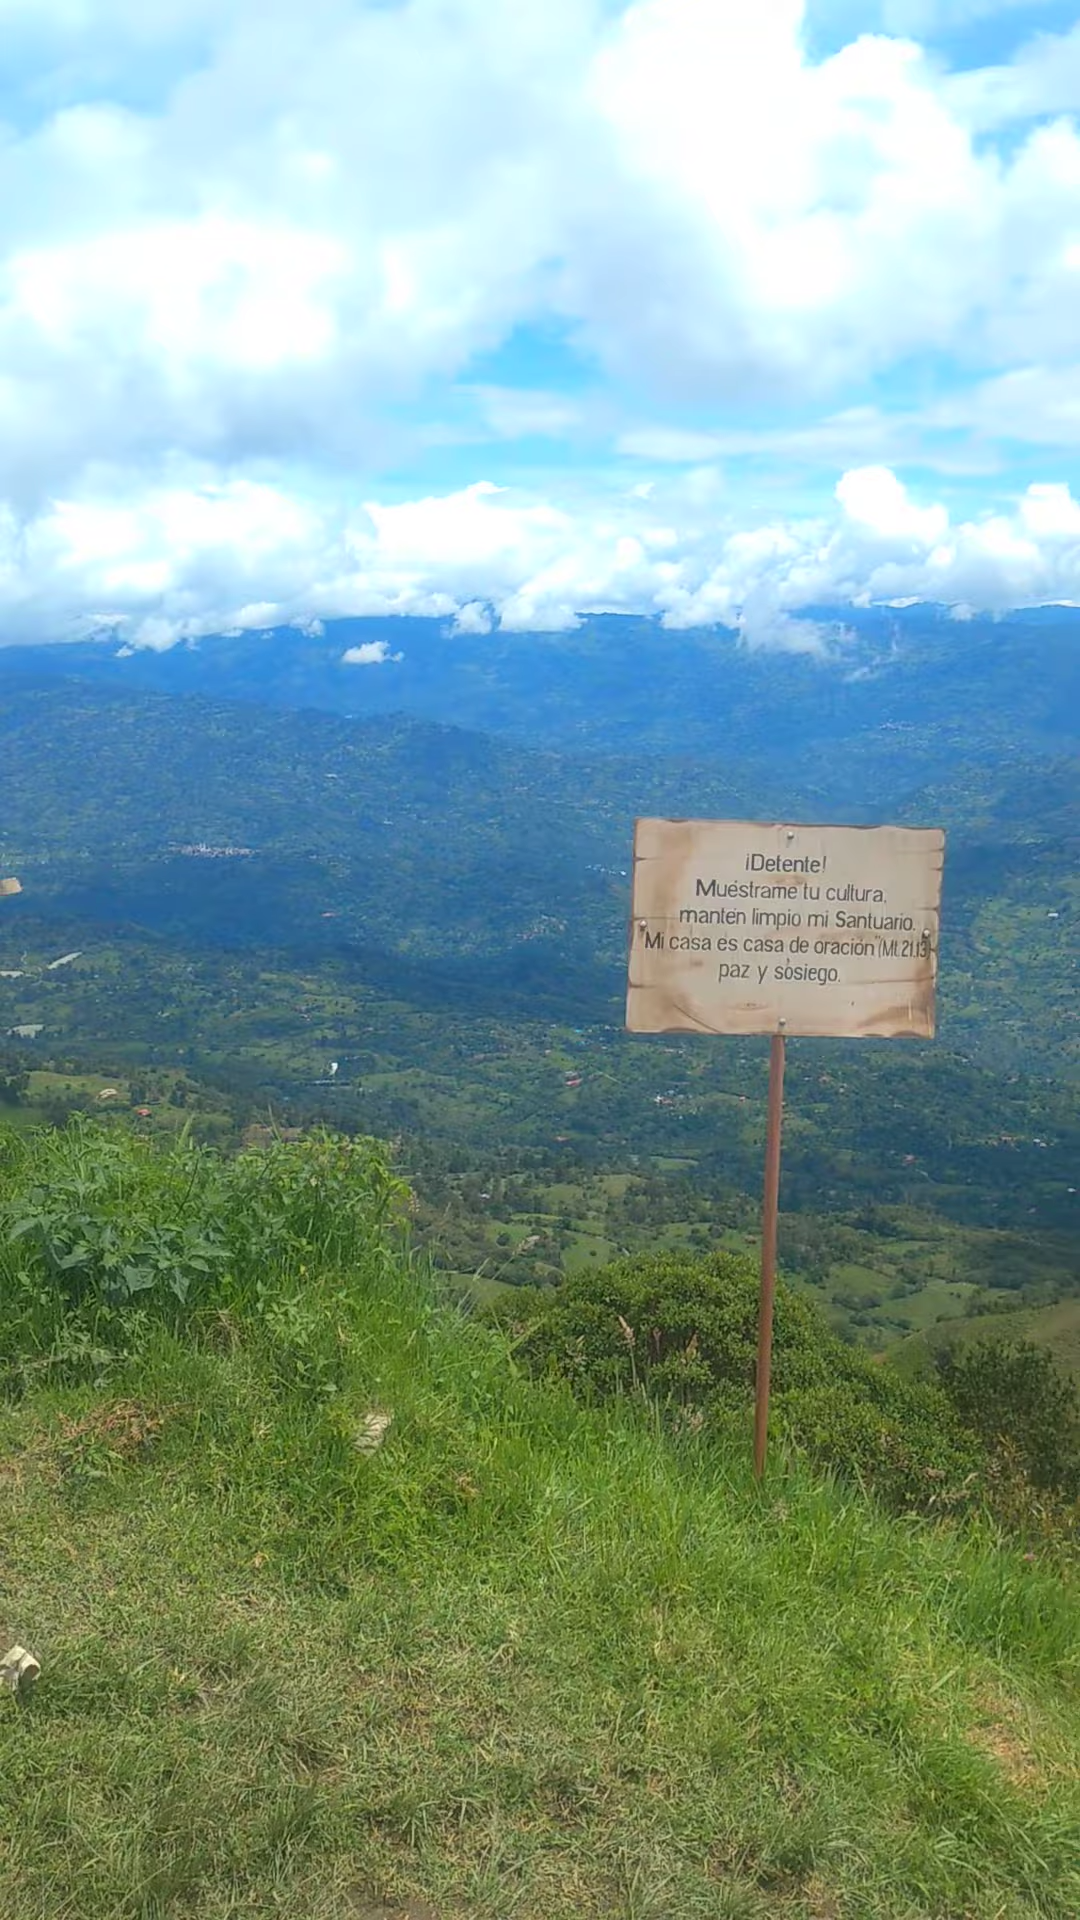 ¡Detente!
Muéstrame tu cultura,
mantén limpio mi Santuario.
"Mi casa es casa de oración"(Mt. 21.13)
paz y sosiego.